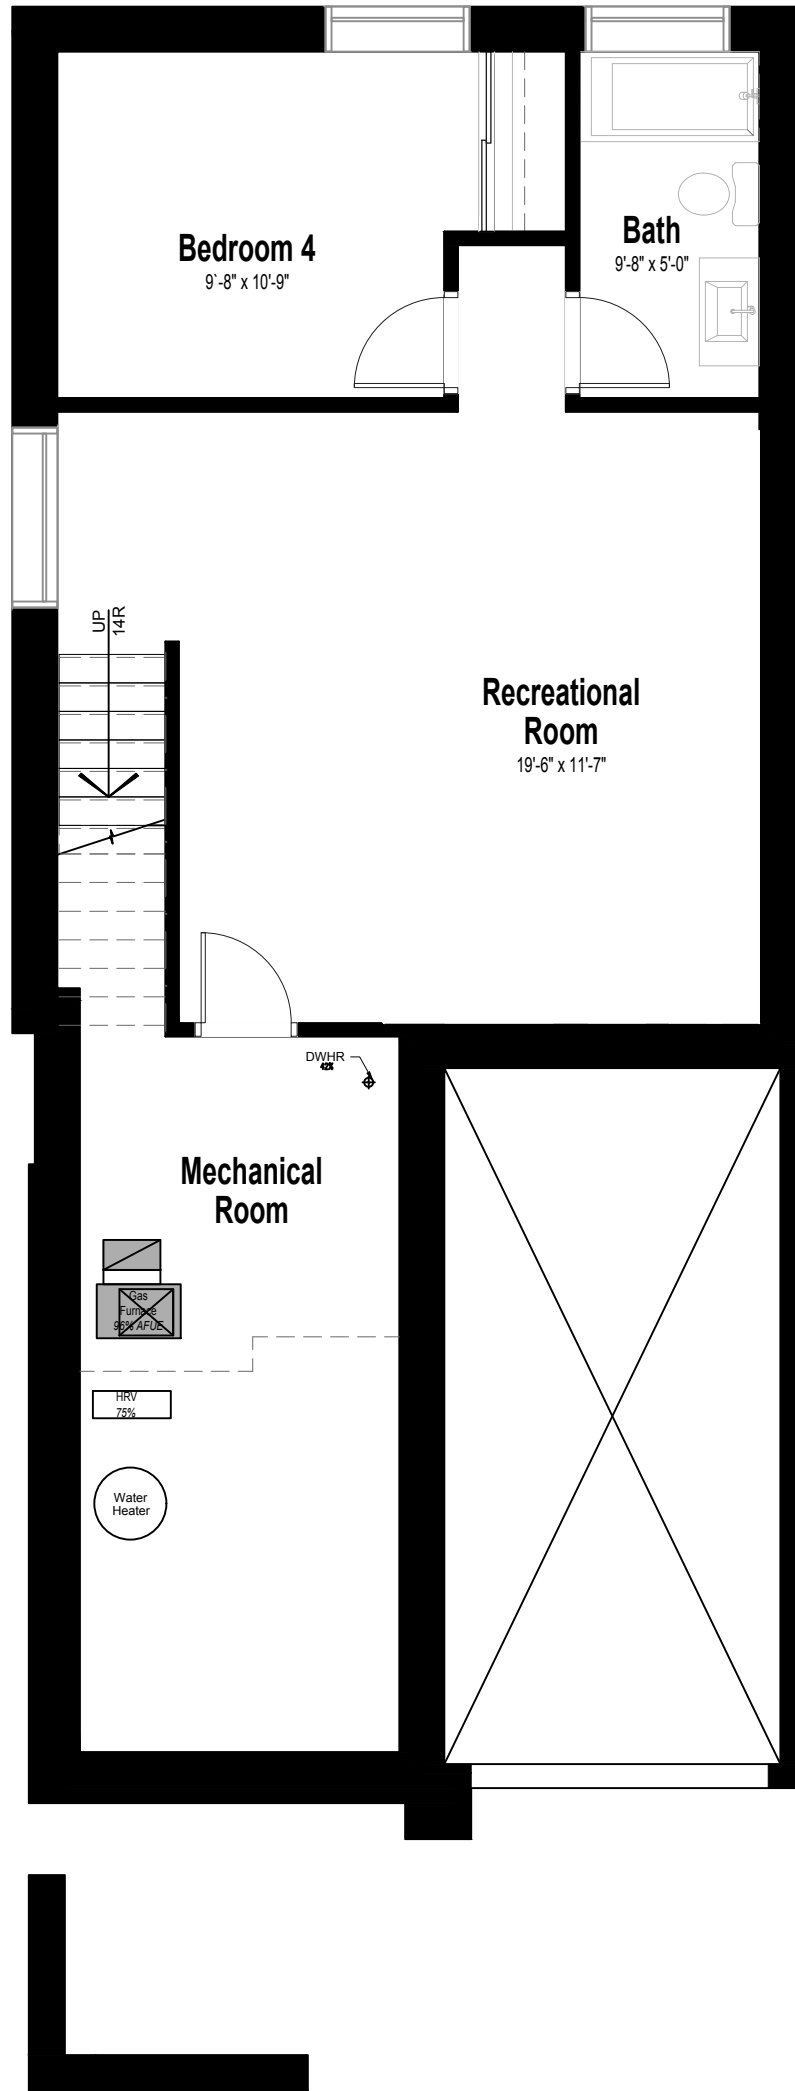 Bedroom 4
9`-8" x 10'-9"
Bath
9'-8" x 5'-0"
UP
14R
Recreational
Room
19'-6" x 11'-7"
DWHR
42%
Mechanical
Room
Gas
Furnace
96% AFUE
HRV
75%
Water
Heater